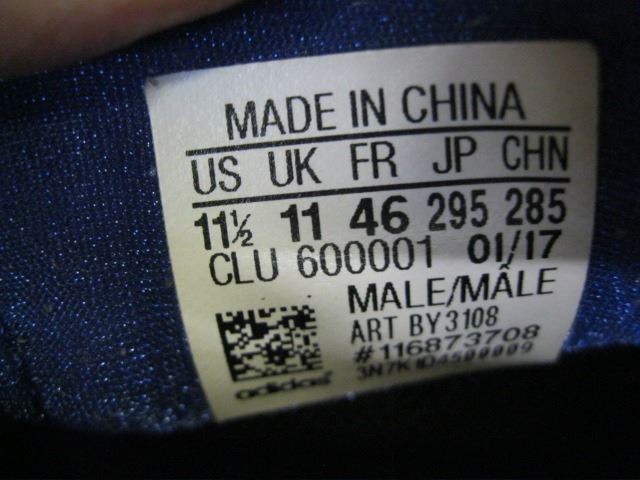 MADE IN CHINA
US UK FR JP CHN
11½ 11 46 295 285
CLU 600001 01/17
MALE/MÂLE
ART BY3108
#116873708
3N7K1D4500009
adidas